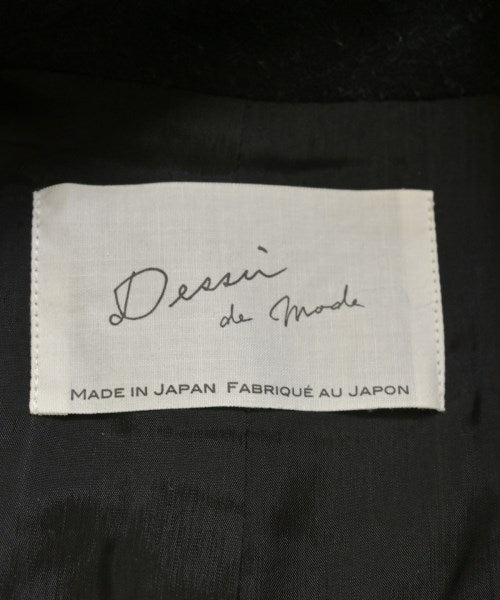 Dessin
de Mode
MADE IN JAPAN FABRIQUÉ AU JAPON